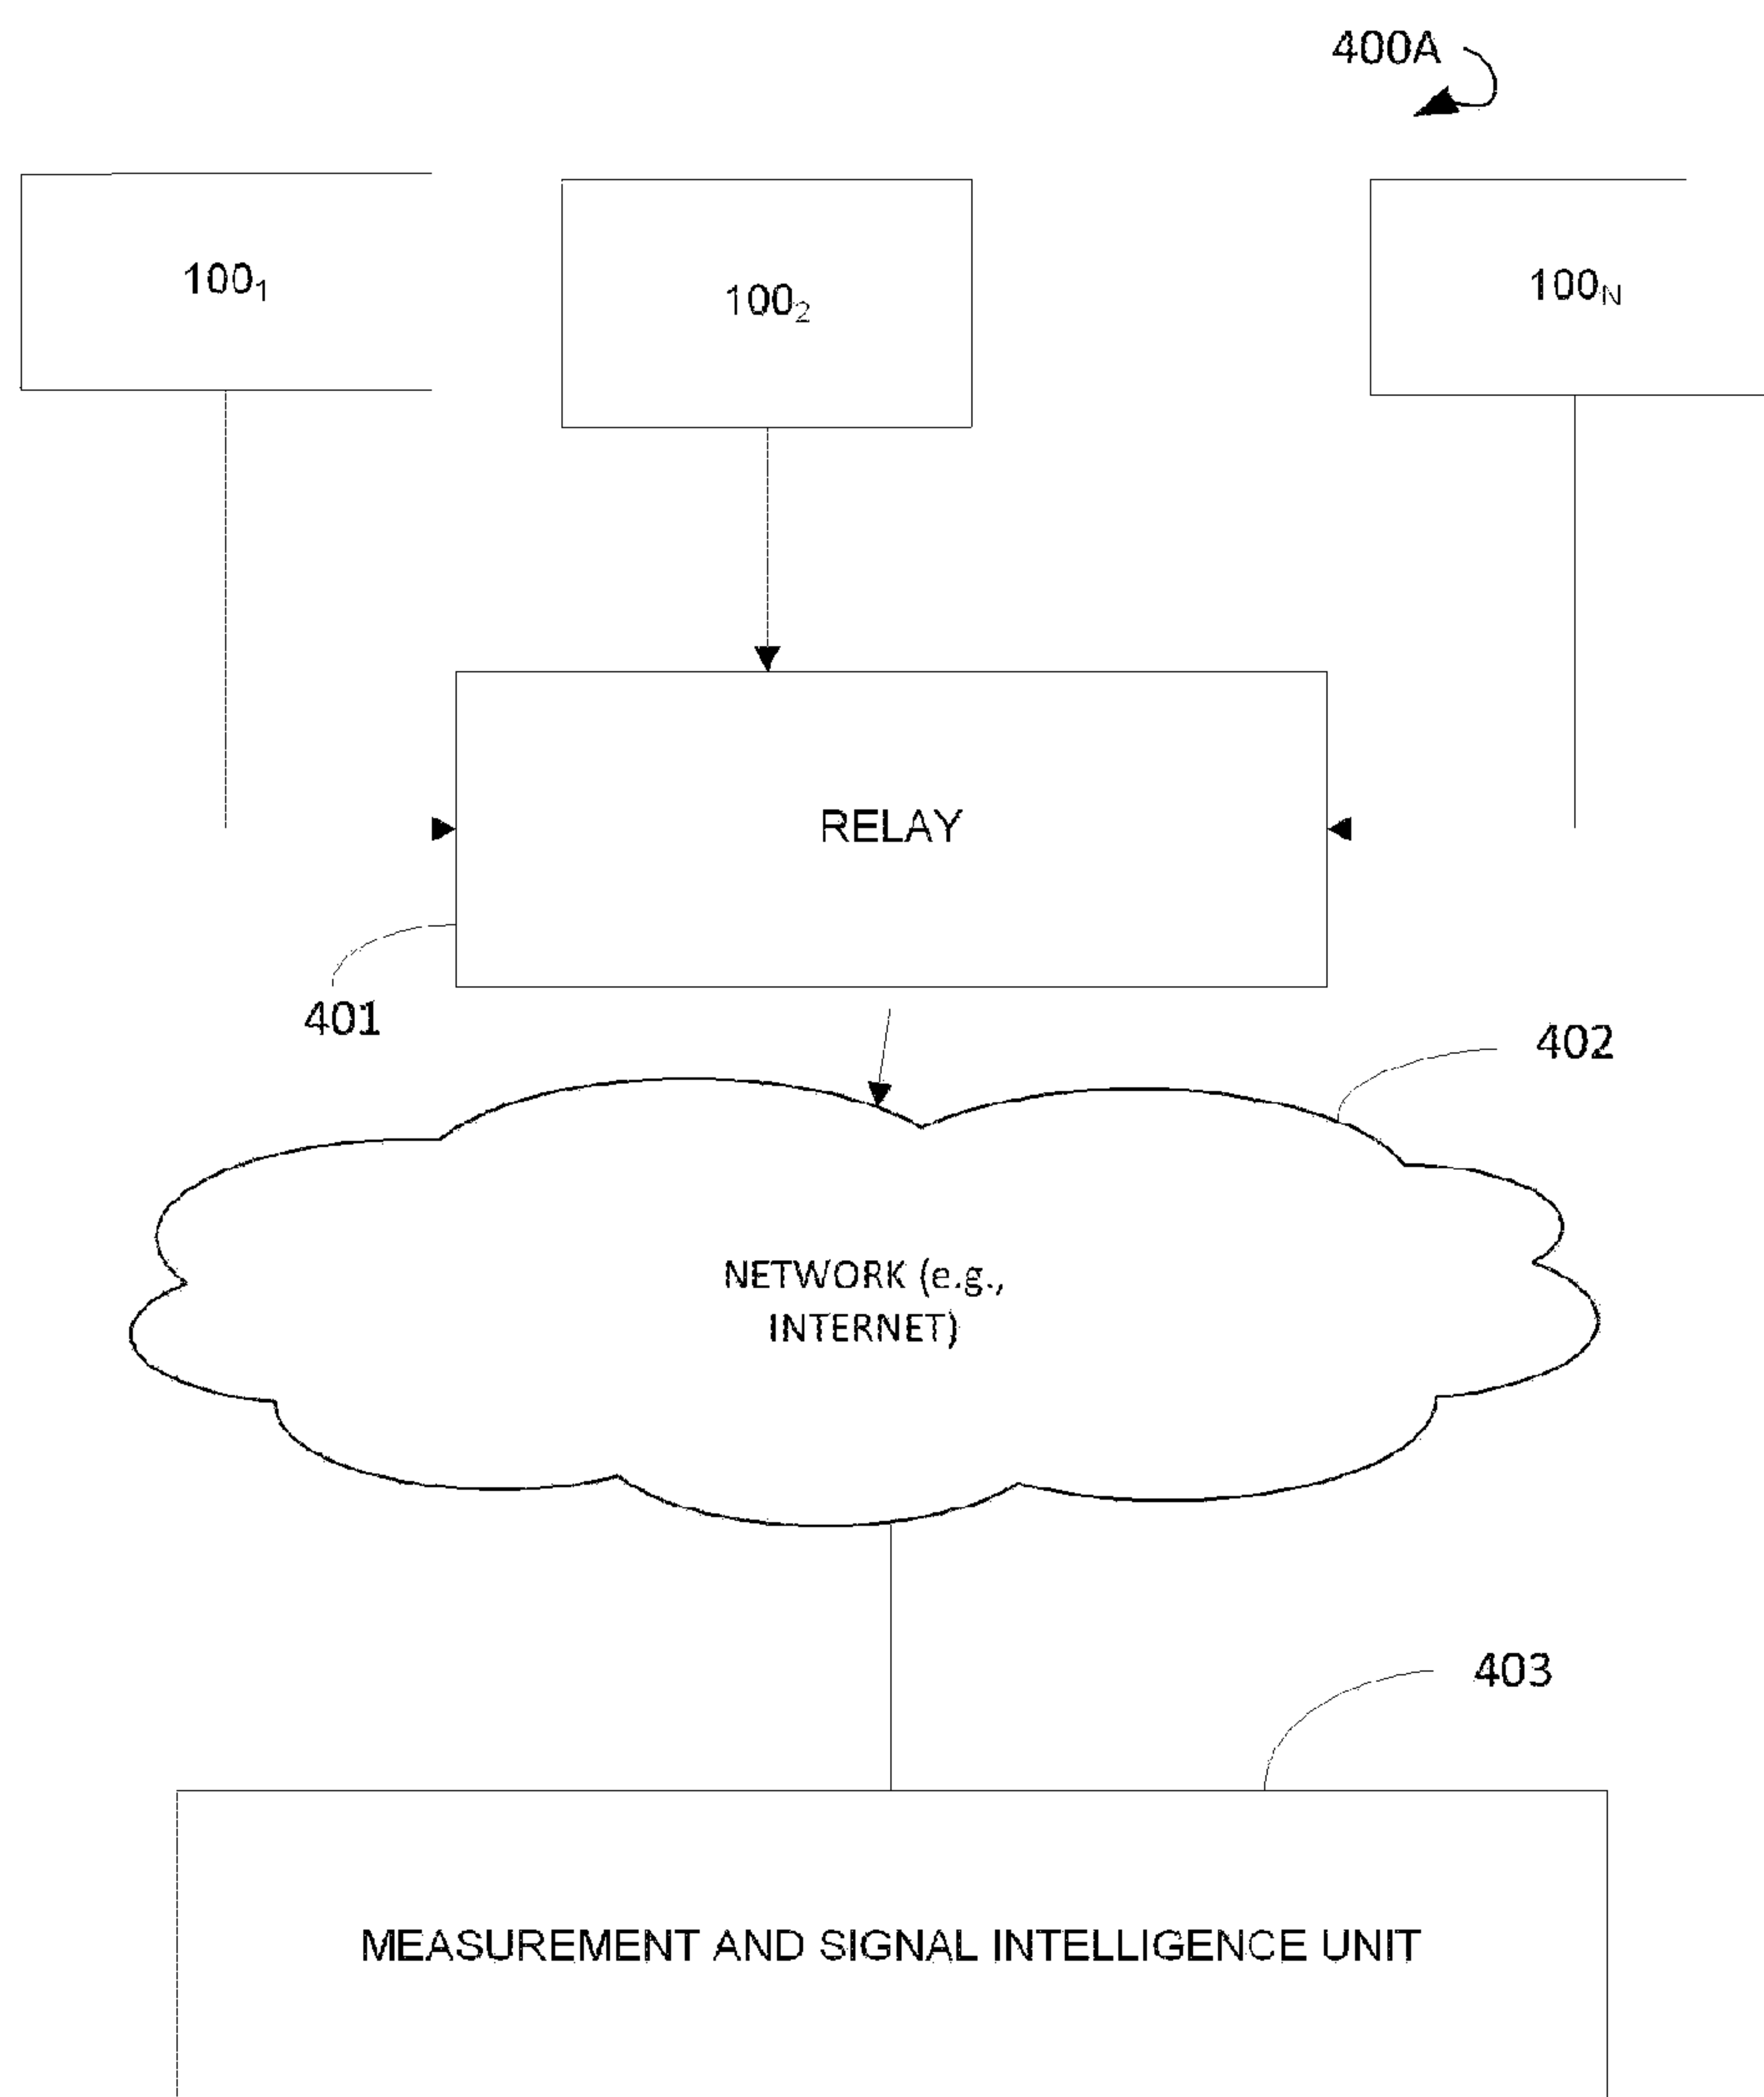 400A
100₁
100₂
100N
RELAY
401
402
NETWORK (e.g.,
INTERNET)
403
MEASUREMENT AND SIGNAL INTELLIGENCE UNIT